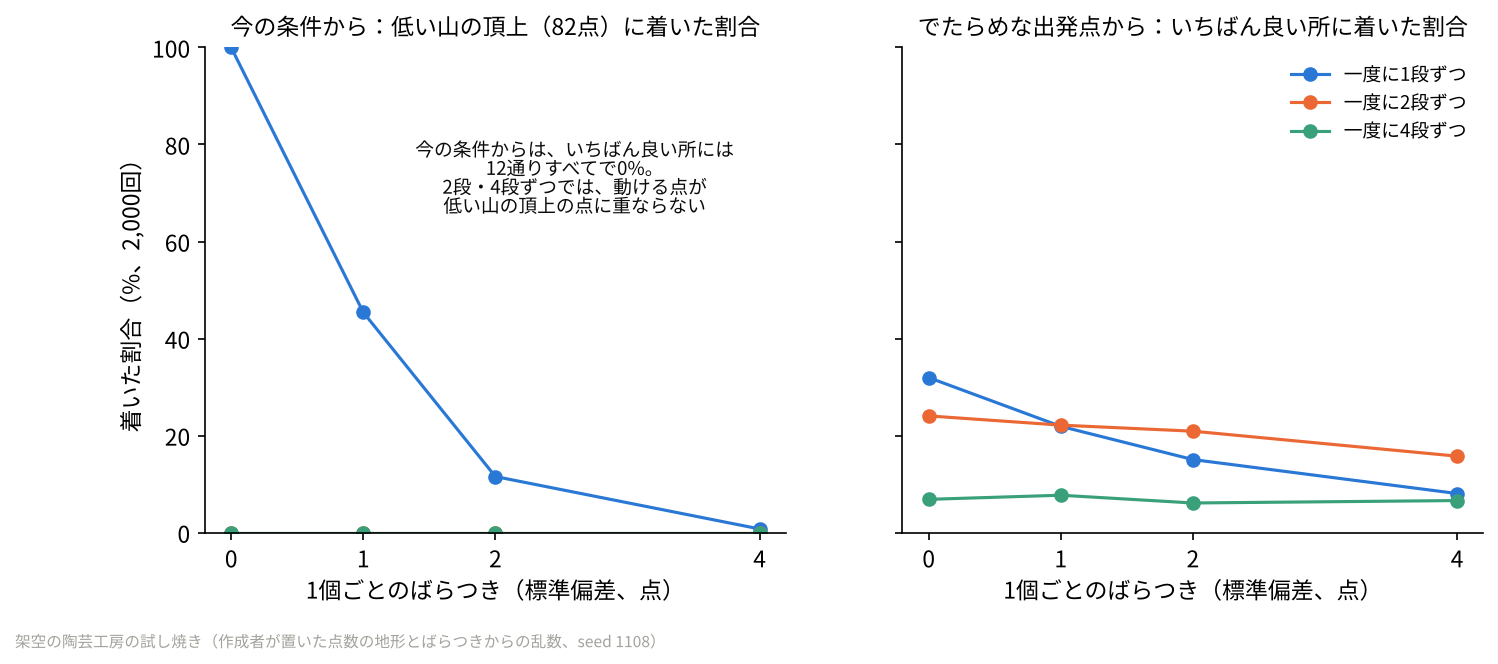 今の条件から：低い山の頂上（82点）に着いた割合
でたらめな出発点から：いちばん良い所に着いた割合
着いた割合（%、2,000回）
100
80
60
40
20
0
今の条件からは、いちばん良い所には
12通りすべてで0%。
2段・4段ずつでは、動ける点が
低い山の頂上の点に重ならない
0
1
2
4
1個ごとのばらつき（標準偏差、点）
一度に1段ずつ
一度に2段ずつ
一度に4段ずつ
0
1
2
4
1個ごとのばらつき（標準偏差、点）
架空の陶芸工房の試し焼き（作成者が置いた点数の地形とばらつきからの乱数、seed 1108）